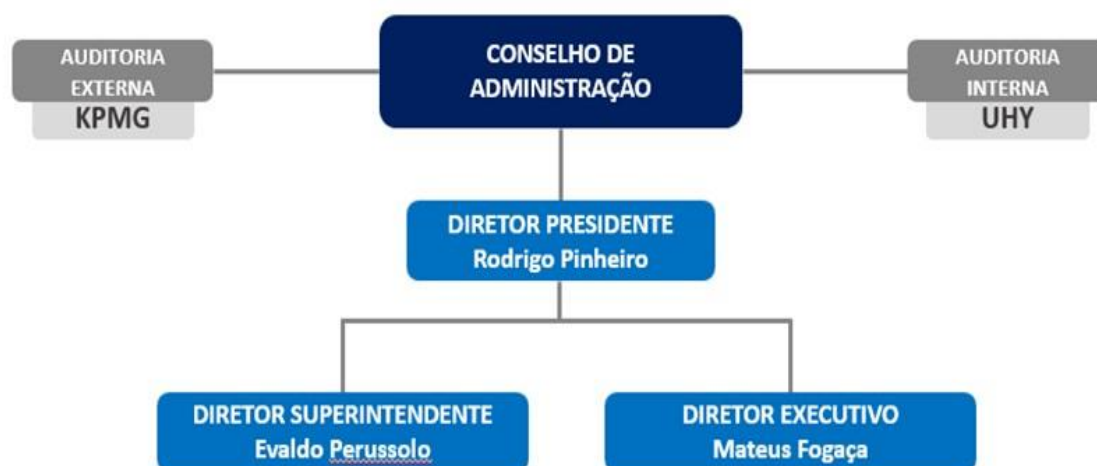 AUDITORIA
EXTERNA
KPMG
CONSELHO DE
ADMINISTRAÇÃO
AUDITORIA
INTERNA
UHY
DIRETOR PRESIDENTE
Rodrigo Pinheiro
DIRETOR SUPERINTENDENTE
Evaldo Perussolo
DIRETOR EXECUTIVO
Mateus Fogaça